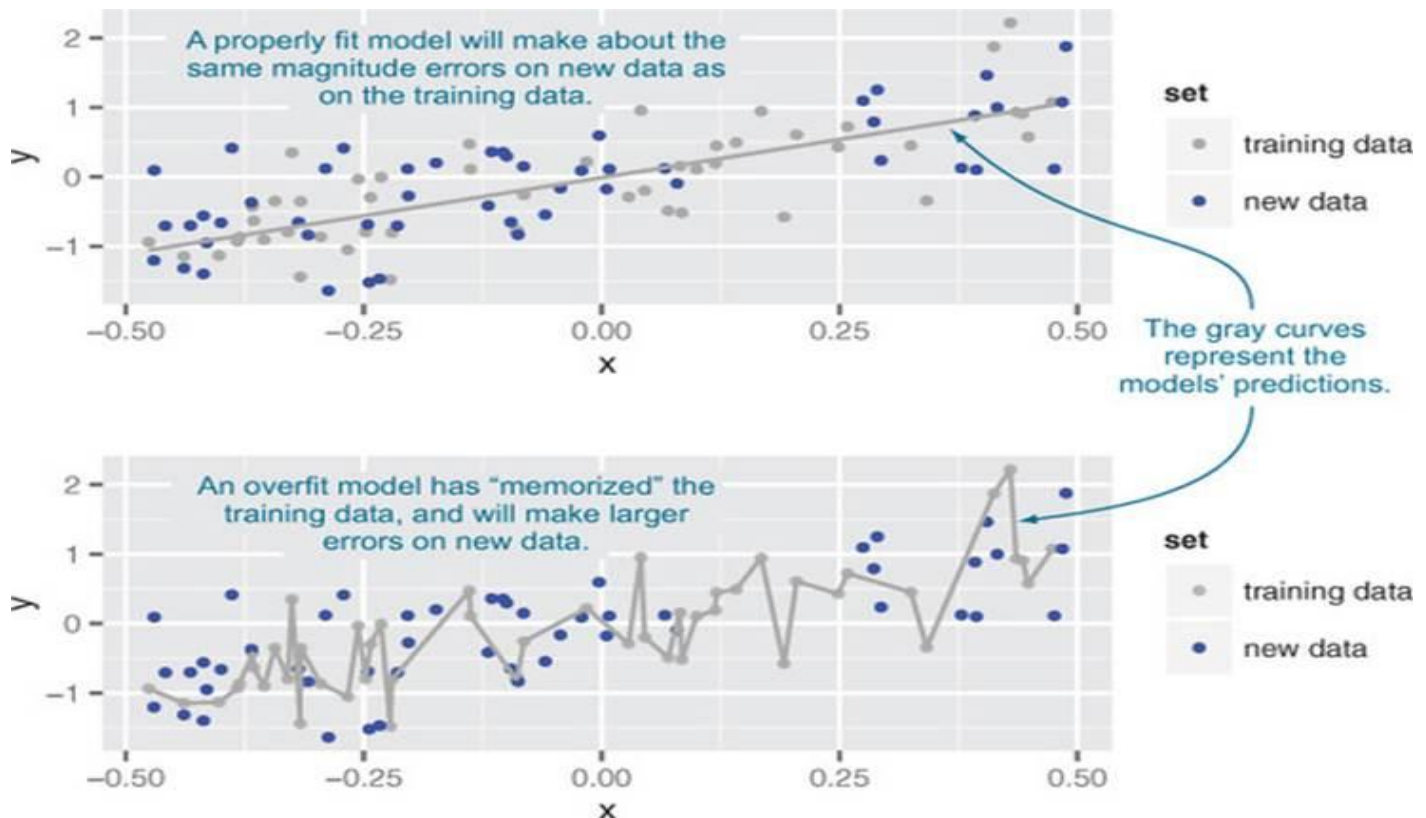 A properly fit model will make about the
same magnitude errors on new data as
on the training data.
2
1
0
−1
y
−0.50
−0.25
0.00
0.25
0.50
x
set
training data
new data
The gray curves
represent the
models’ predictions.
An overfit model has “memorized” the
training data, and will make larger
errors on new data.
2
1
0
−1
y
−0.50
−0.25
0.00
0.25
0.50
x
set
training data
new data